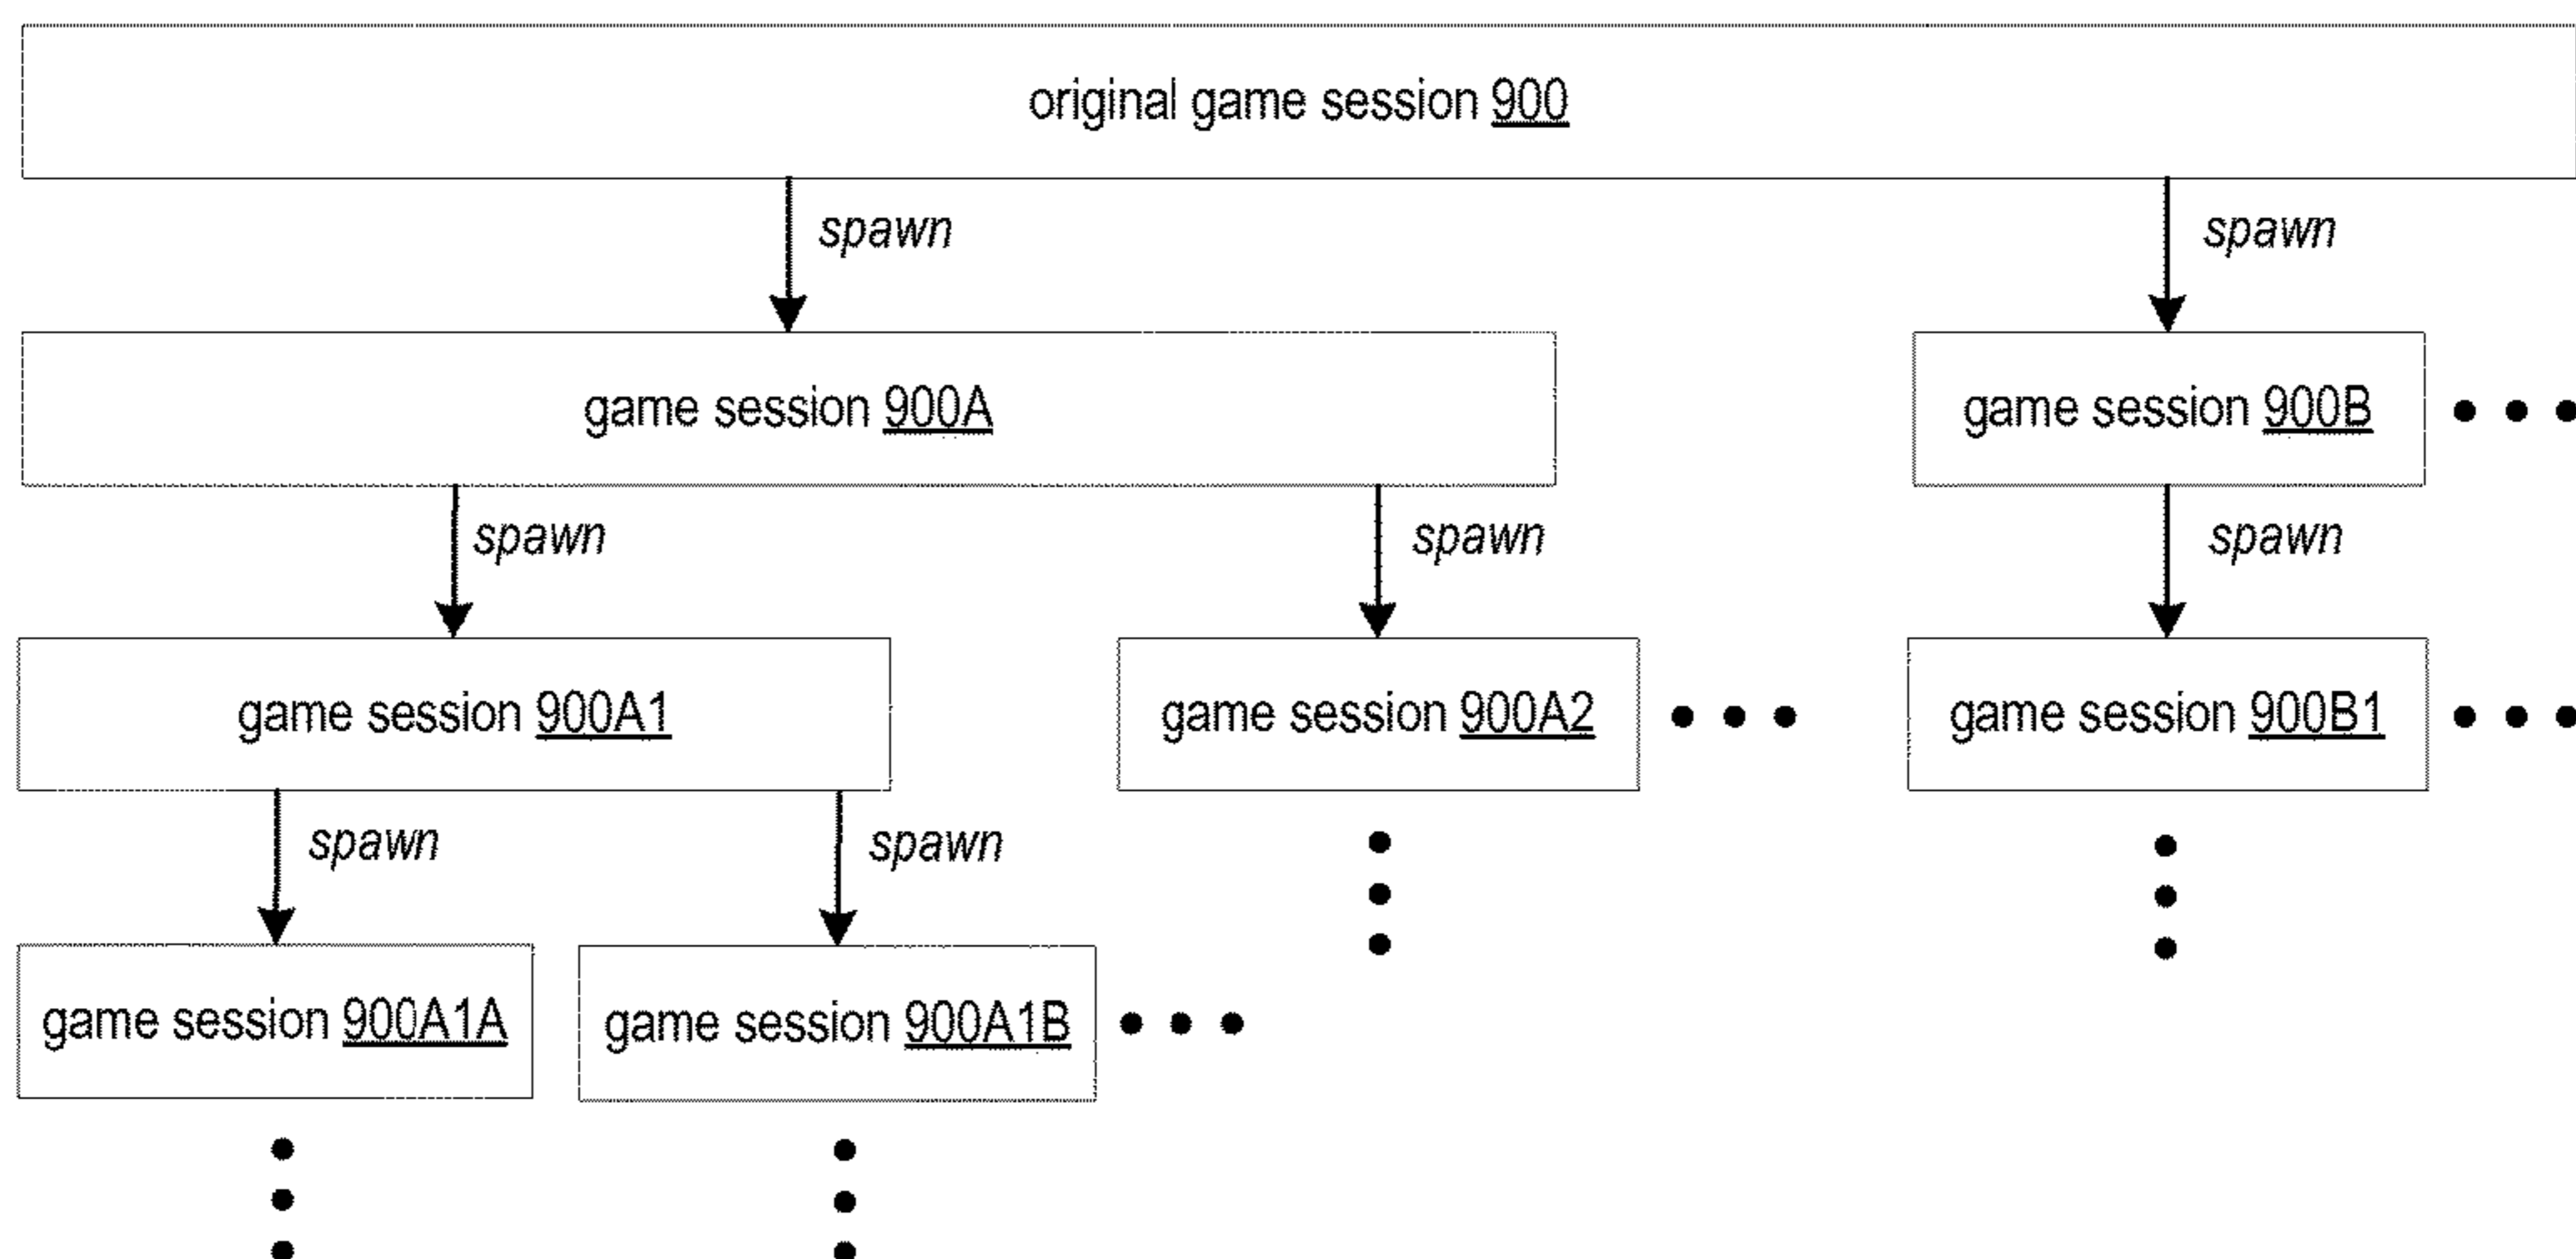 original game session 900
spawn
spawn
game session 900A
game session 900B
spawn
spawn
spawn
game session 900A1
game session 900A2
game session 900B1
spawn
spawn
game session 900A1A
game session 900A1B